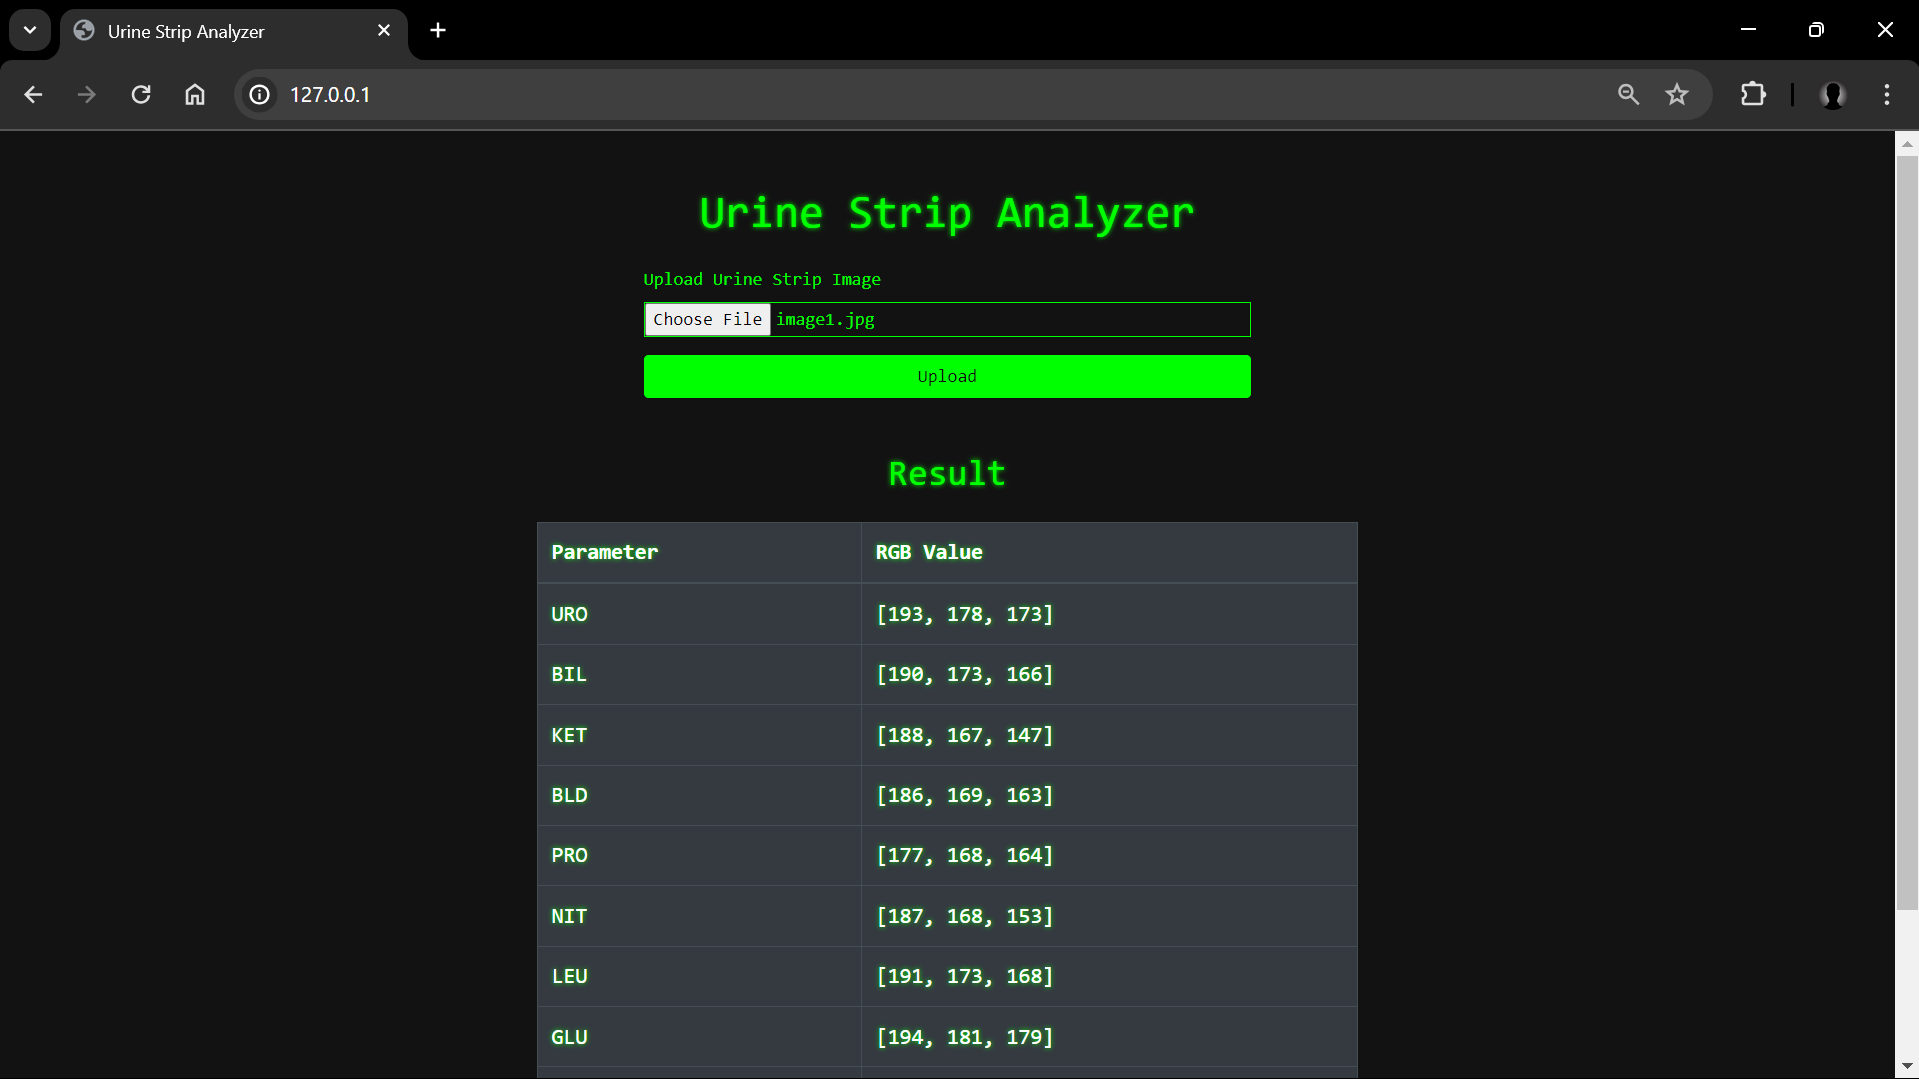 Urine Strip Analyzer
127.0.0.1
Urine Strip Analyzer
Upload Urine Strip Image
Choose File image1.jpg
Upload
Result
Parameter RGB Value
URO [193, 178, 173]
BIL [190, 173, 166]
KET [188, 167, 147]
BLD [186, 169, 163]
PRO [177, 168, 164]
NIT [187, 168, 153]
LEU [191, 173, 168]
GLU [194, 181, 179]